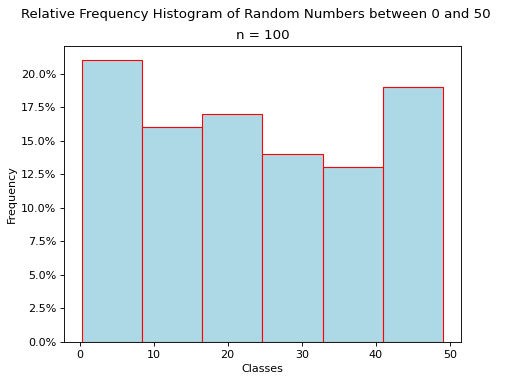 Relative Frequency Histogram of Random Numbers between 0 and 50
n = 100
20.0%
17.5%
15.0%
12.5%
10.0%
7.5%
5.0%
2.5%
0.0%
Frequency
0 10 20 30 40 50
Classes